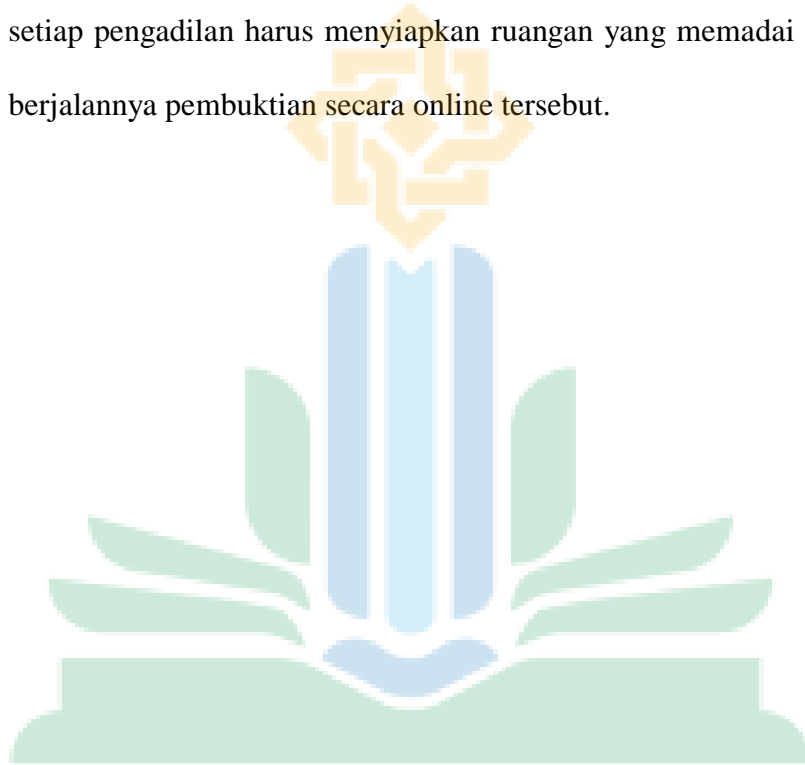 setiap pengadilan harus menyiapkan ruangan yang memadai
berjalannya pembuktian secara online tersebut.